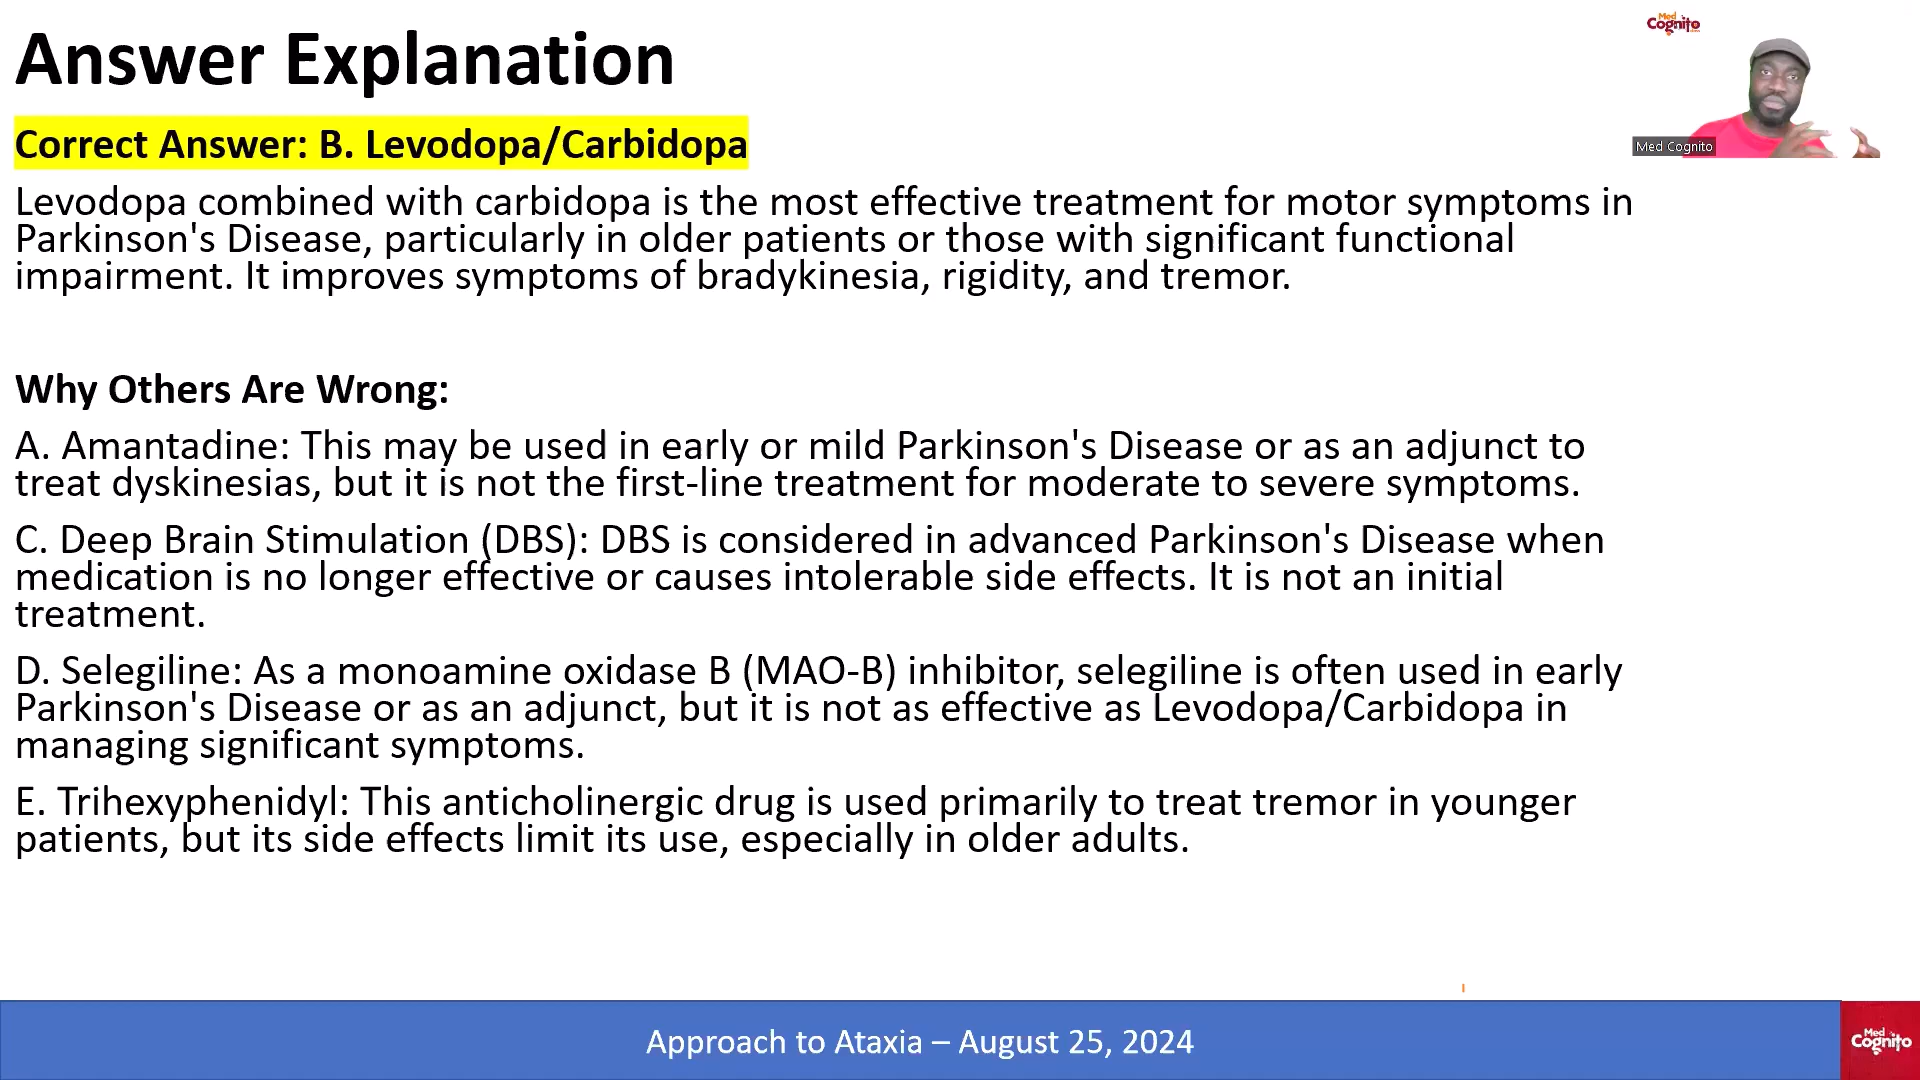 Answer Explanation
Med
Cognito
Med Cognito
Correct Answer: B. Levodopa/Carbidopa
Levodopa combined with carbidopa is the most effective treatment for motor symptoms in
Parkinson's Disease, particularly in older patients or those with significant functional
impairment. It improves symptoms of bradykinesia, rigidity, and tremor.
Why Others Are Wrong:
A. Amantadine: This may be used in early or mild Parkinson's Disease or as an adjunct to
treat dyskinesias, but it is not the first-line treatment for moderate to severe symptoms.
C. Deep Brain Stimulation (DBS): DBS is considered in advanced Parkinson's Disease when
medication is no longer effective or causes intolerable side effects. It is not an initial
treatment.
D. Selegiline: As a monoamine oxidase B (MAO-B) inhibitor, selegiline is often used in early
Parkinson's Disease or as an adjunct, but it is not as effective as Levodopa/Carbidopa in
managing significant symptoms.
E. Trihexyphenidyl: This anticholinergic drug is used primarily to treat tremor in younger
patients, but its side effects limit its use, especially in older adults.
Approach to Ataxia – August 25, 2024
Med
Cognito